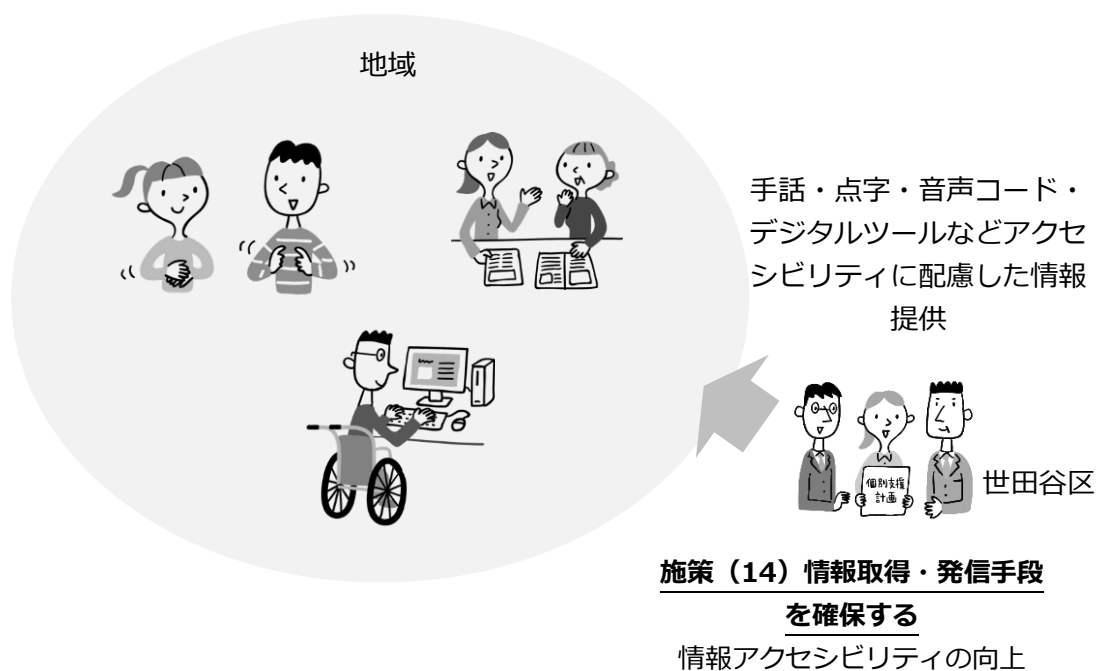 地域
手話・点字・音声コード・
デジタルツールなどアクセ
シビリティに配慮した情報
提供
個別支援
計画
世田谷区
施策（14）情報取得・発信手段
を確保する
情報アクセシビリティの向上